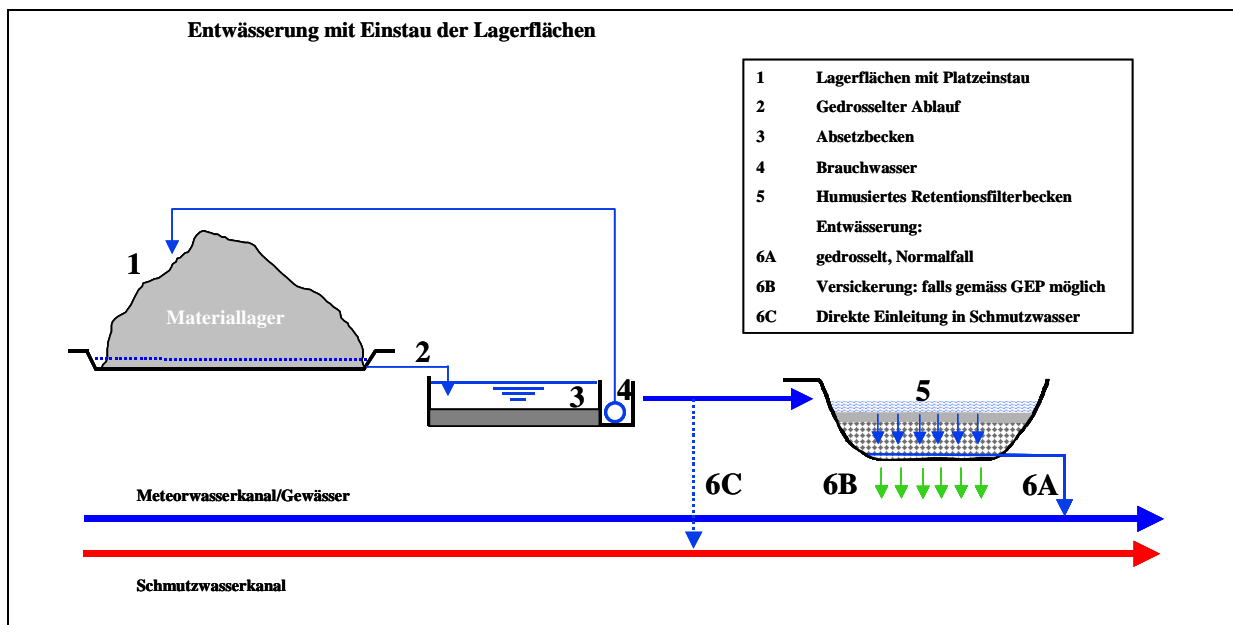 Entwässerung mit Einstau der Lagerflächen
1 Lagerflächen mit Platzeinstau
2 Gedrosselter Ablauf
3 Absetzbecken
4 Brauchwasser
5 Humusiertes Retentionsfilterbecken
Entwässerung:
6A gedrosselt, Normalfall
6B Versickerung: falls gemäss GEP möglich
6C Direkte Einleitung in Schmutzwasser
1
Materiallager
2
3
4
5
6C
6B
6A
Meteorwasserkanal/Gewässer
Schmutzwasserkanal